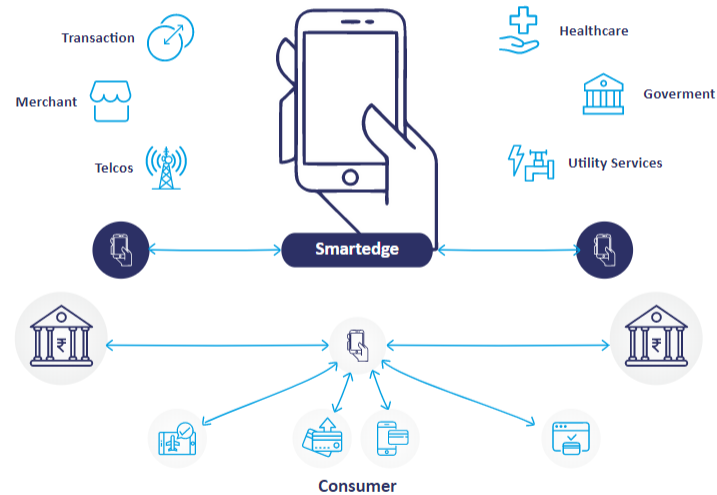 Transaction
Healthcare
Merchant
Goverment
Telcos
Utility Services
Smartedge
₹
₹
Consumer